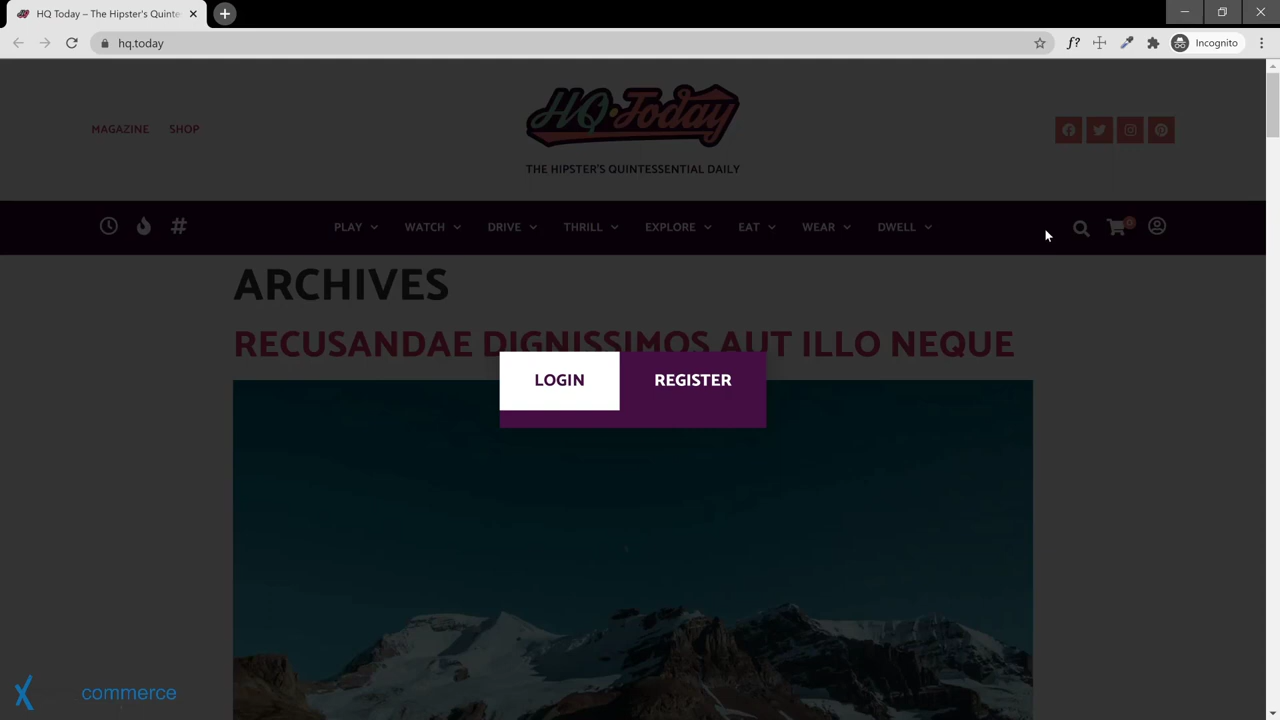 HQ Today – The Hipster's Quinte
hq.today
f?
Incognito
MAGAZINE SHOP
HQ·Today
THE HIPSTER'S QUINTESSENTIAL DAILY
PLAY WATCH DRIVE THRILL EXPLORE EAT WEAR DWELL
0
ARCHIVES
RECUSANDAE DIGNISSIMOS AUT ILLO NEQUE
LOGIN REGISTER
commerce